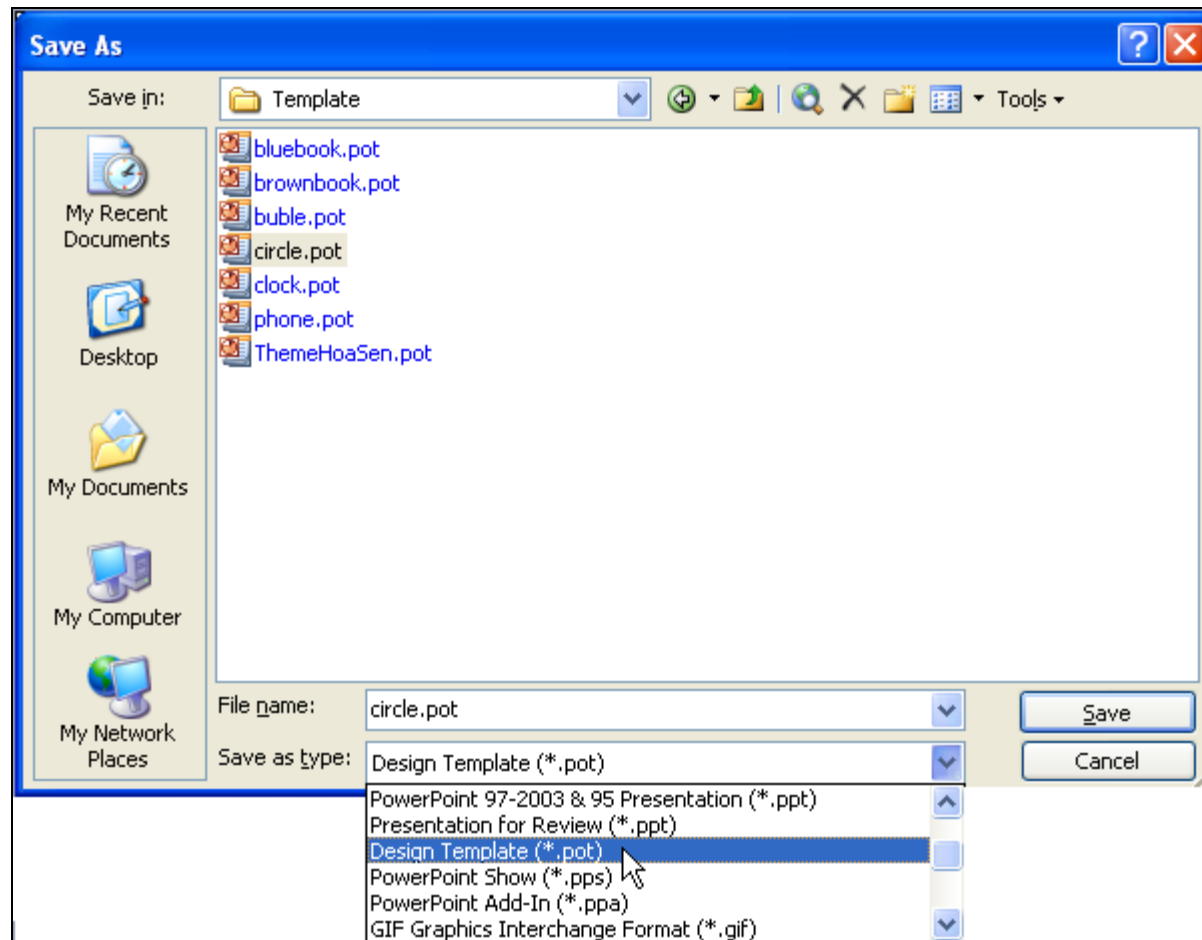 Save As
Save in:
Template
Tools
My Recent
Documents
Desktop
My Documents
My Computer
My Network
Places
bluebook.pot
brownbook.pot
buble.pot
circle.pot
clock.pot
phone.pot
ThemeHoaSen.pot
File name:
circle.pot
Save
Save as type:
Design Template (*.pot)
Cancel
PowerPoint 97-2003 & 95 Presentation (*.ppt)
Presentation for Review (*.ppt)
Design Template (*.pot)
PowerPoint Show (*.pps)
PowerPoint Add-In (*.ppa)
GIF Graphics Interchange Format (*.gif)